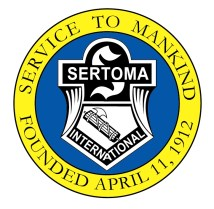 SERVICE TO MANKIND
S
SERTOMA
INTERNATIONAL
FOUNDED APRIL 11, 1912